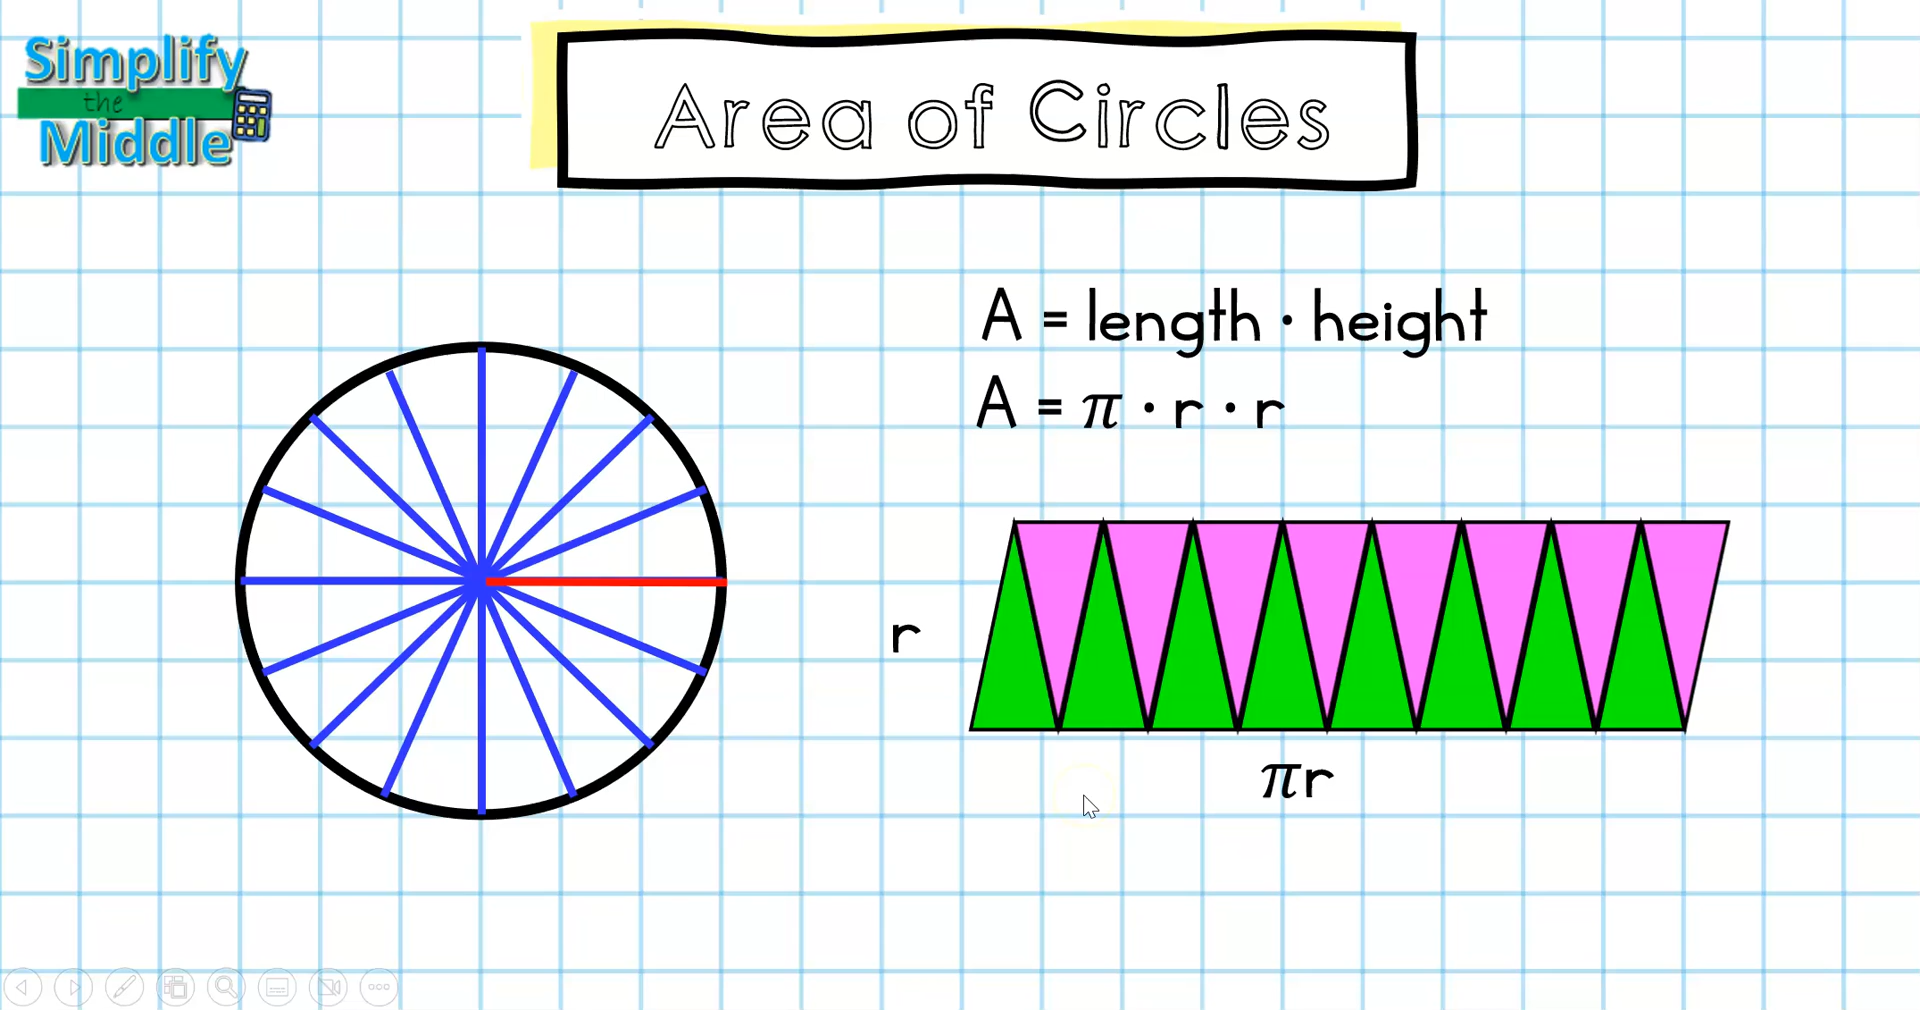 Simplify
the
Middle
Area of Circles
A = length · height
A = π · r · r
r
πr